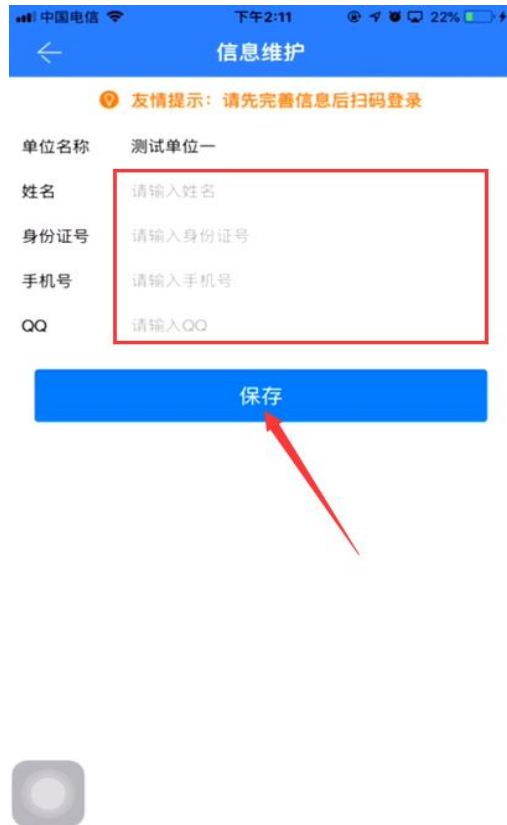 中国电信 下午2:11 22%
信息维护
友情提示：请先完善信息后扫码登录
单位名称 测试单位一
姓名 请输入姓名
身份证号 请输入身份证号
手机号 请输入手机号
QQ 请输入QQ
保存